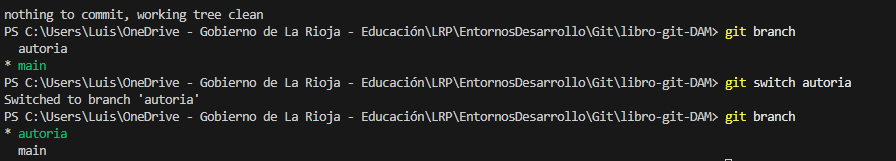 nothing to commit, working tree clean
PS C:\Users\Luis\OneDrive - Gobierno de La Rioja - Educación\LRP\EntornosDesarrollo\Git\libro-git-DAM> git branch
  autoria
* main
PS C:\Users\Luis\OneDrive - Gobierno de La Rioja - Educación\LRP\EntornosDesarrollo\Git\libro-git-DAM> git switch autoria
Switched to branch 'autoria'
PS C:\Users\Luis\OneDrive - Gobierno de La Rioja - Educación\LRP\EntornosDesarrollo\Git\libro-git-DAM> git branch
* autoria
  main